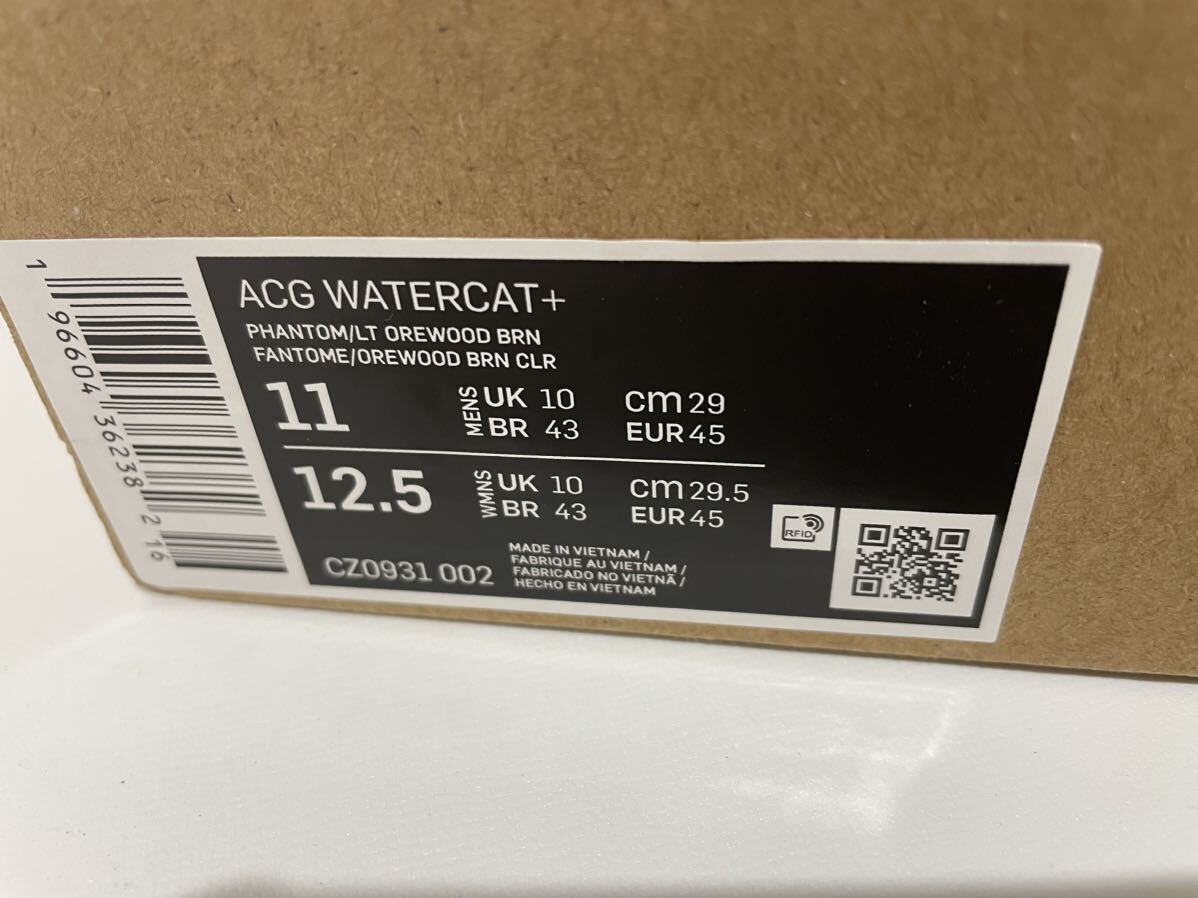 1 96604 36238 2 16
ACG WATERCAT+
PHANTOM/LT OREWOOD BRN
FANTOME/OREWOOD BRN CLR
11 MENS UK 10 cm 29
BR 43 EUR 45
12.5 WMNS UK 10 cm 29.5
BR 43 EUR 45
CZ0931 002
MADE IN VIETNAM /
FABRIQUE AU VIETNAM /
FABRICADO NO VIETNÃ /
HECHO EN VIETNAM
RFID